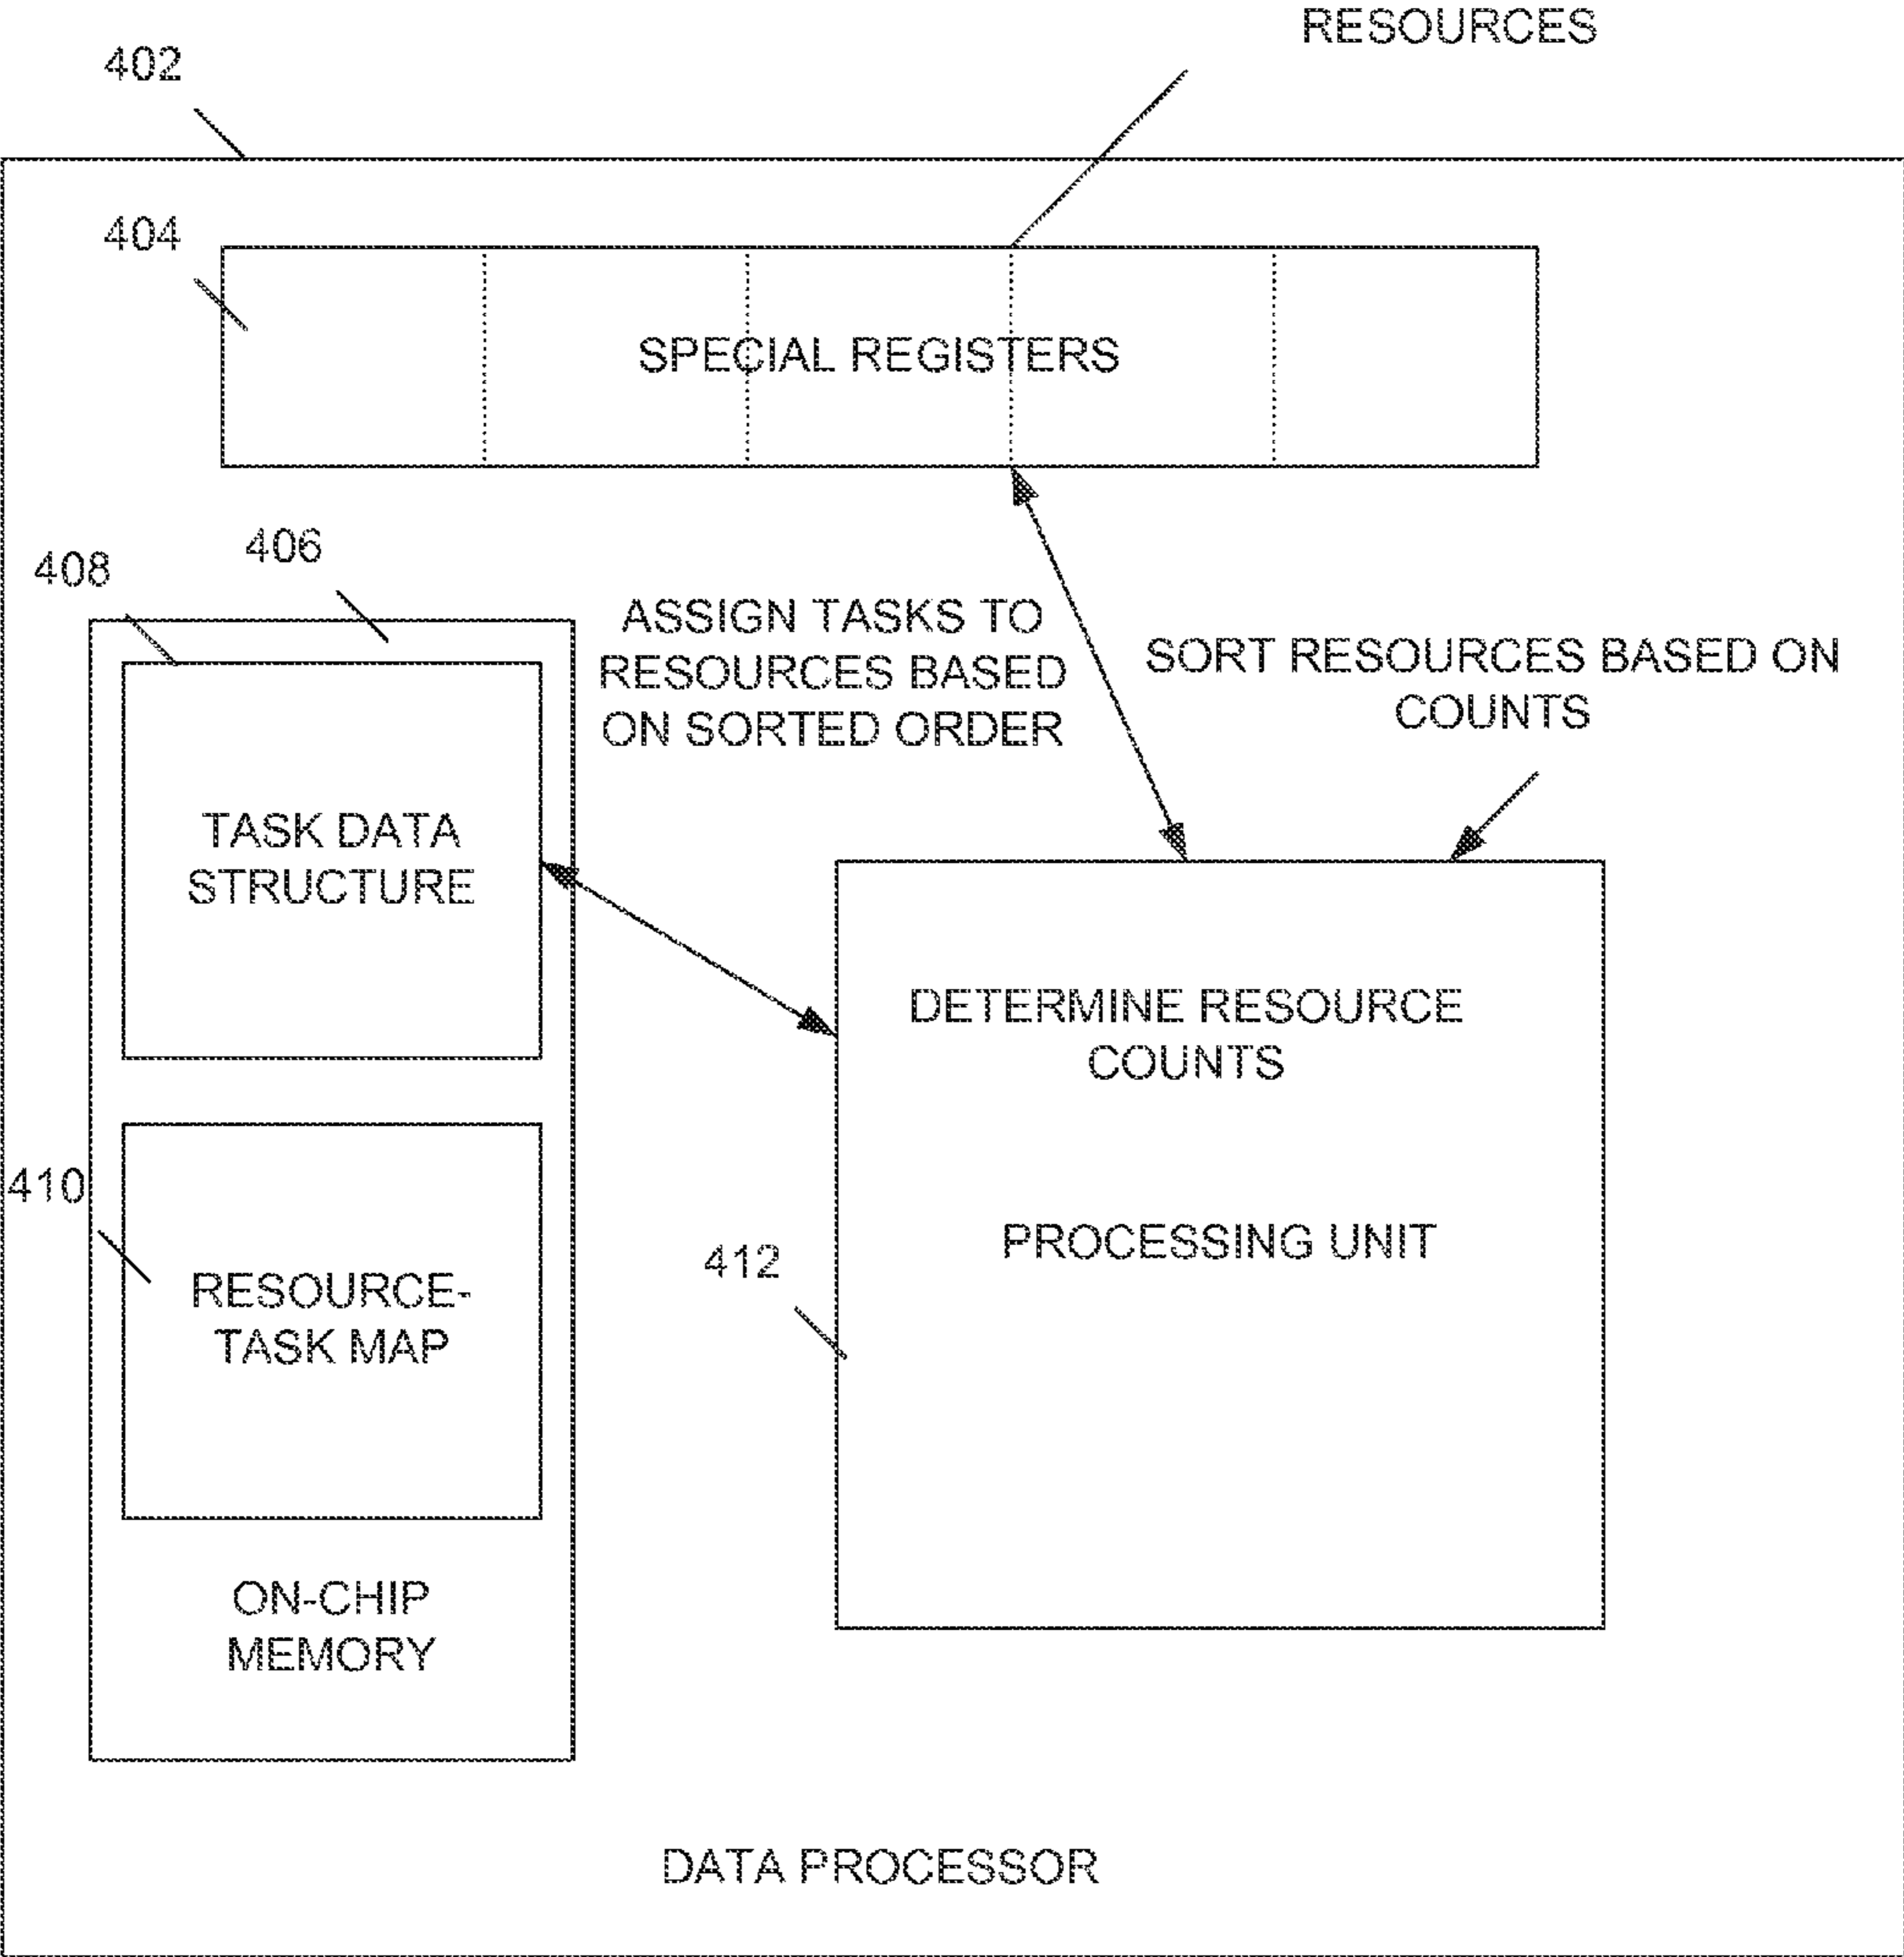 RESOURCES
402
404
SPECIAL REGISTERS
406
408
ASSIGN TASKS TO
RESOURCES BASED
ON SORTED ORDER
SORT RESOURCES BASED ON
COUNTS
TASK DATA
STRUCTURE
DETERMINE RESOURCE
COUNTS
410
PROCESSING UNIT
412
RESOURCE-
TASK MAP
ON-CHIP
MEMORY
DATA PROCESSOR